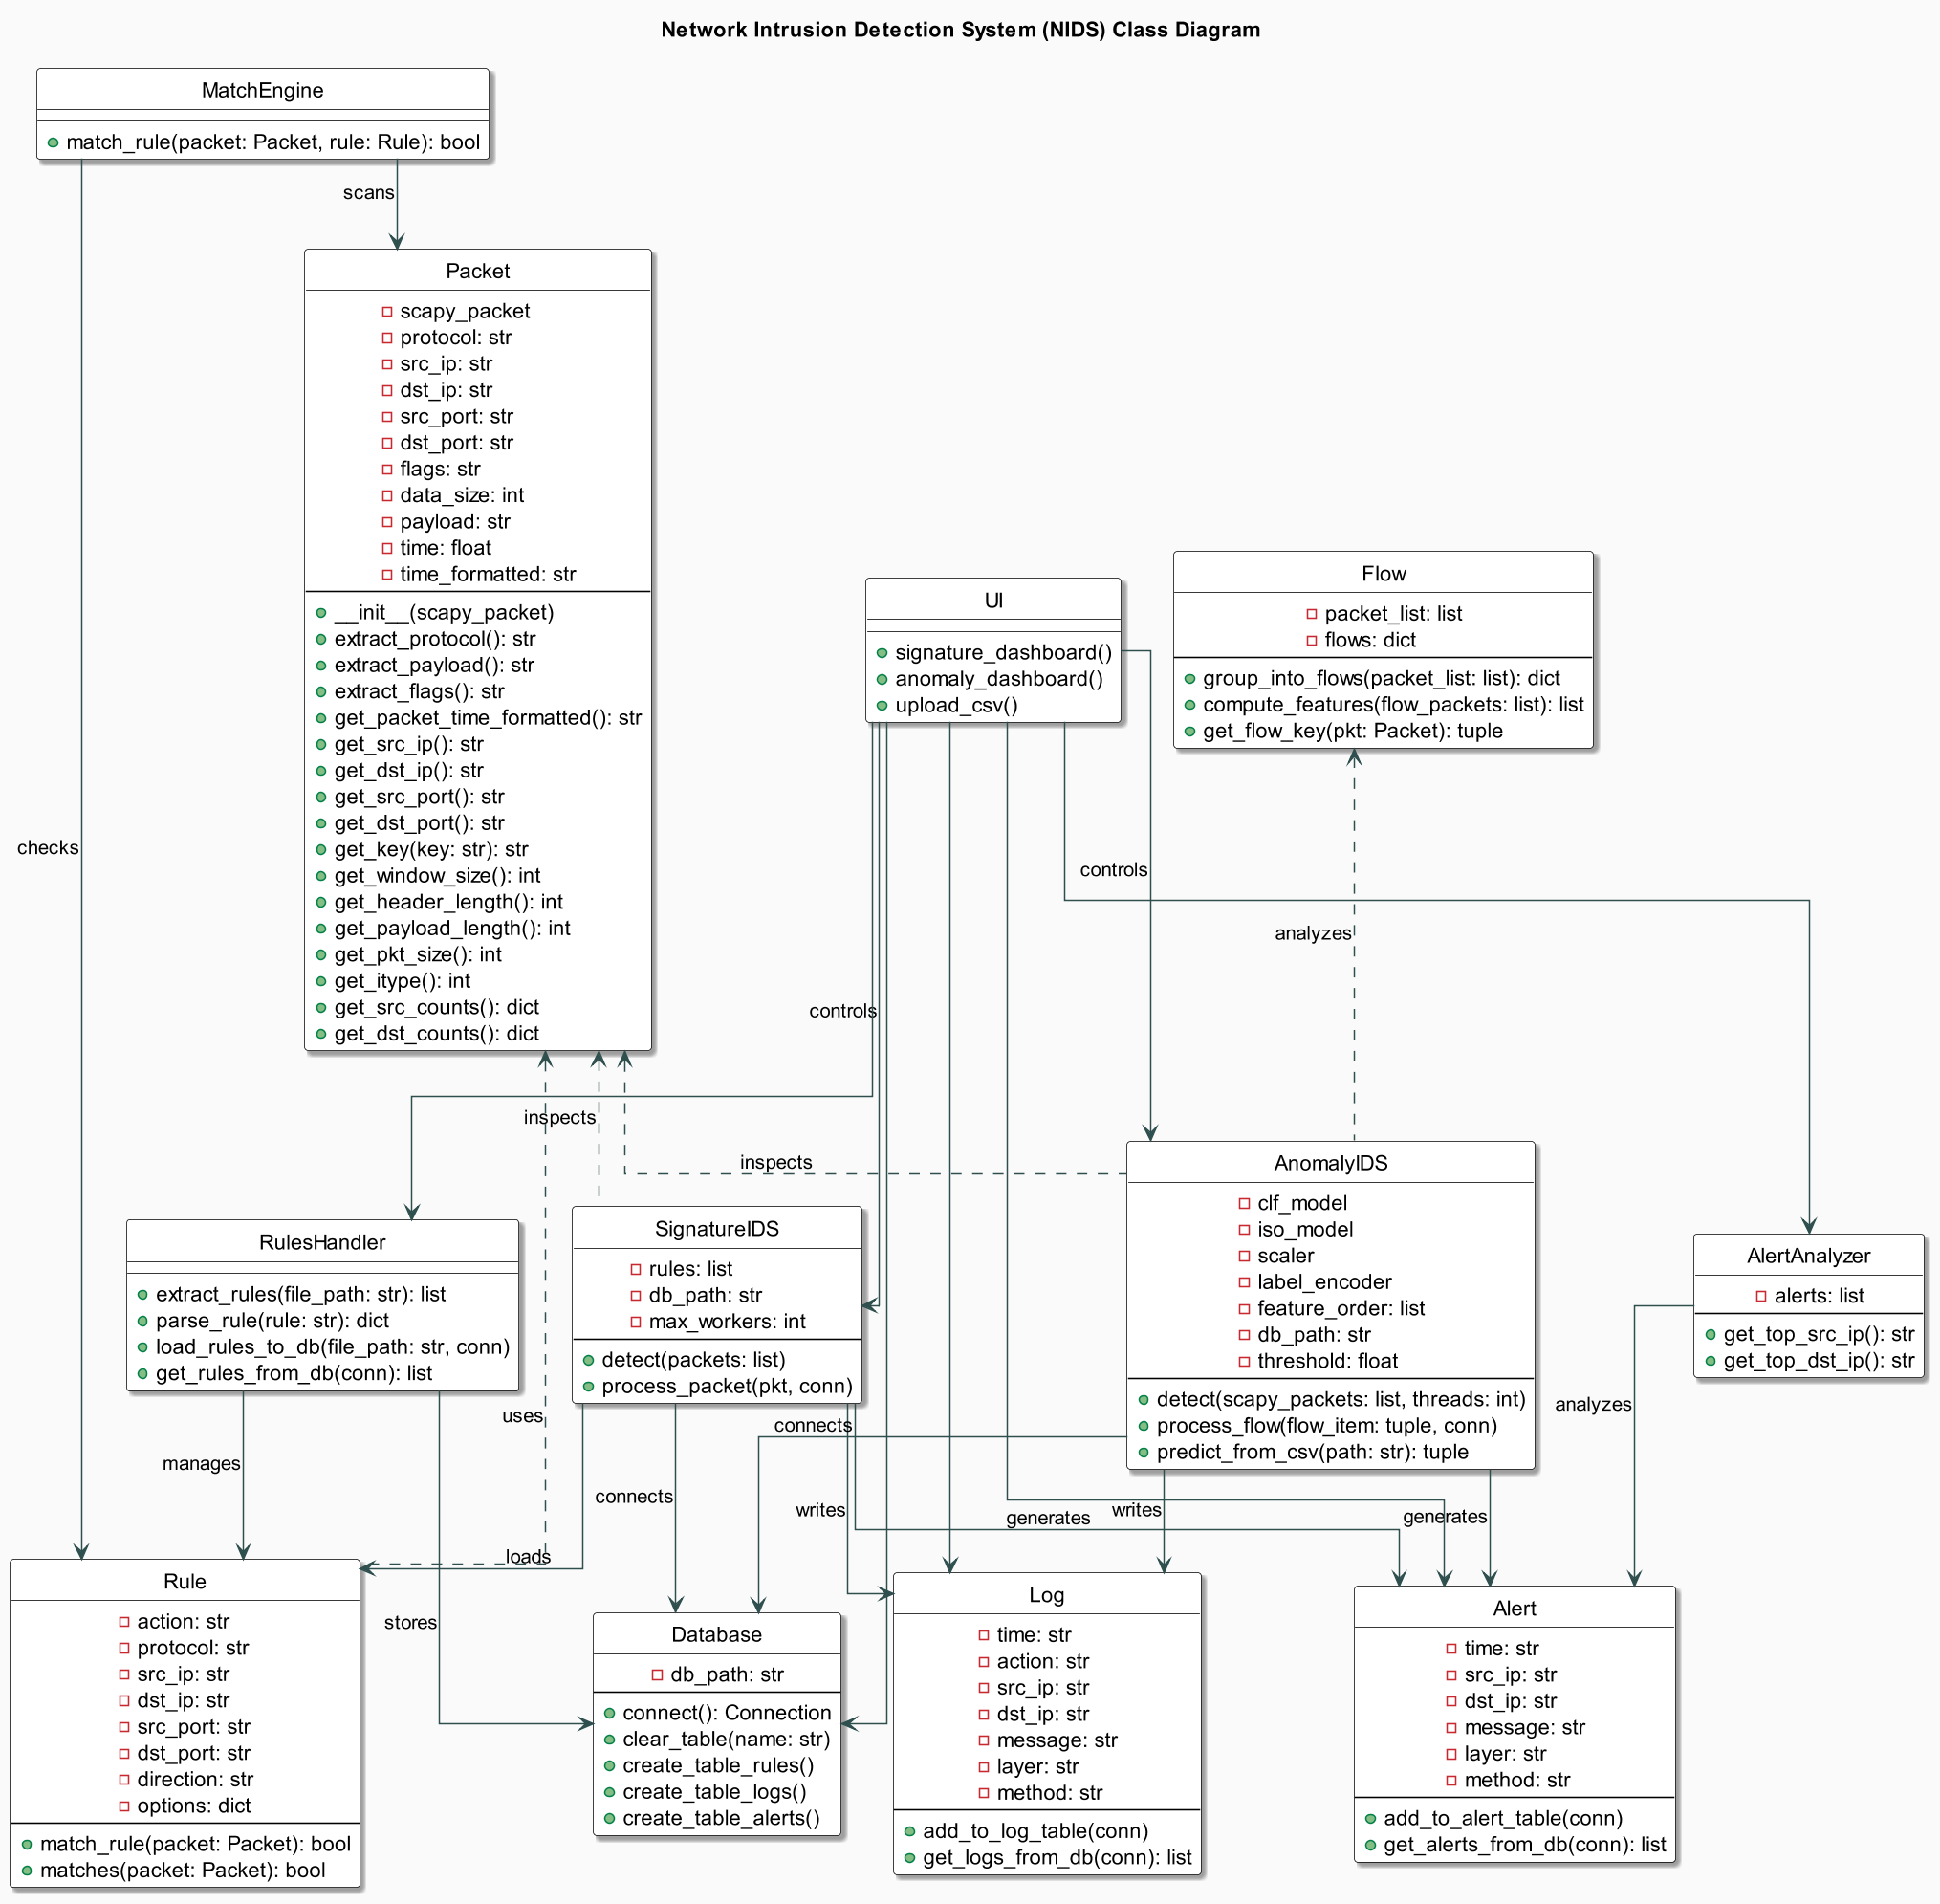 Network Intrusion Detection System (NIDS) Class Diagram
MatchEngine
match_rule(packet: Packet, rule: Rule): bool
scans
Packet
scapy_packet
protocol: str
src_ip: str
dst_ip: str
src_port: str
dst_port: str
flags: str
data_size: int
payload: str
time: float
time_formatted: str
__init__(scapy_packet)
extract_protocol(): str
extract_payload(): str
extract_flags(): str
get_packet_time_formatted(): str
get_src_ip(): str
get_dst_ip(): str
get_src_port(): str
get_dst_port(): str
get_key(key: str): str
get_window_size(): int
get_header_length(): int
get_payload_length(): int
get_pkt_size(): int
get_itype(): int
get_src_counts(): dict
get_dst_counts(): dict
UI
signature_dashboard()
anomaly_dashboard()
upload_csv()
Flow
packet_list: list
flows: dict
group_into_flows(packet_list: list): dict
compute_features(flow_packets: list): list
get_flow_key(pkt: Packet): tuple
checks
controls
analyzes
controls
inspects
inspects
RulesHandler
extract_rules(file_path: str): list
parse_rule(rule: str): dict
load_rules_to_db(file_path: str, conn)
get_rules_from_db(conn): list
SignatureIDS
rules: list
db_path: str
max_workers: int
detect(packets: list)
process_packet(pkt, conn)
AnomalyIDS
clf_model
iso_model
scaler
label_encoder
feature_order: list
db_path: str
threshold: float
detect(scapy_packets: list, threads: int)
process_flow(flow_item: tuple, conn)
predict_from_csv(path: str): tuple
AlertAnalyzer
alerts: list
get_top_src_ip(): str
get_top_dst_ip(): str
analyzes
uses
connects
manages
connects
writes
generates
writes
generates
loads
stores
Rule
action: str
protocol: str
src_ip: str
dst_ip: str
src_port: str
dst_port: str
direction: str
options: dict
match_rule(packet: Packet): bool
matches(packet: Packet): bool
Database
db_path: str
connect(): Connection
clear_table(name: str)
create_table_rules()
create_table_logs()
create_table_alerts()
Log
time: str
action: str
src_ip: str
dst_ip: str
message: str
layer: str
method: str
add_to_log_table(conn)
get_logs_from_db(conn): list
Alert
time: str
src_ip: str
dst_ip: str
message: str
layer: str
method: str
add_to_alert_table(conn)
get_alerts_from_db(conn): list